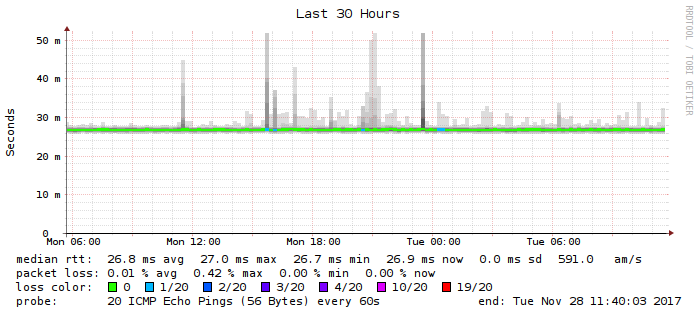 Last 30 Hours
RRDTOOL / TOBI OETIKER
Seconds
50 m
40 m
30 m
20 m
10 m
0
Mon 06:00 Mon 12:00 Mon 18:00 Tue 00:00 Tue 06:00
median rtt: 26.8 ms avg 27.0 ms max 26.7 ms min 26.9 ms now 0.0 ms sd 591.0 am/s
packet loss: 0.01 % avg 0.42 % max 0.00 % min 0.00 % now
loss color: 0 1/20 2/20 3/20 4/20 10/20 19/20
probe: 20 ICMP Echo Pings (56 Bytes) every 60s end: Tue Nov 28 11:40:03 2017